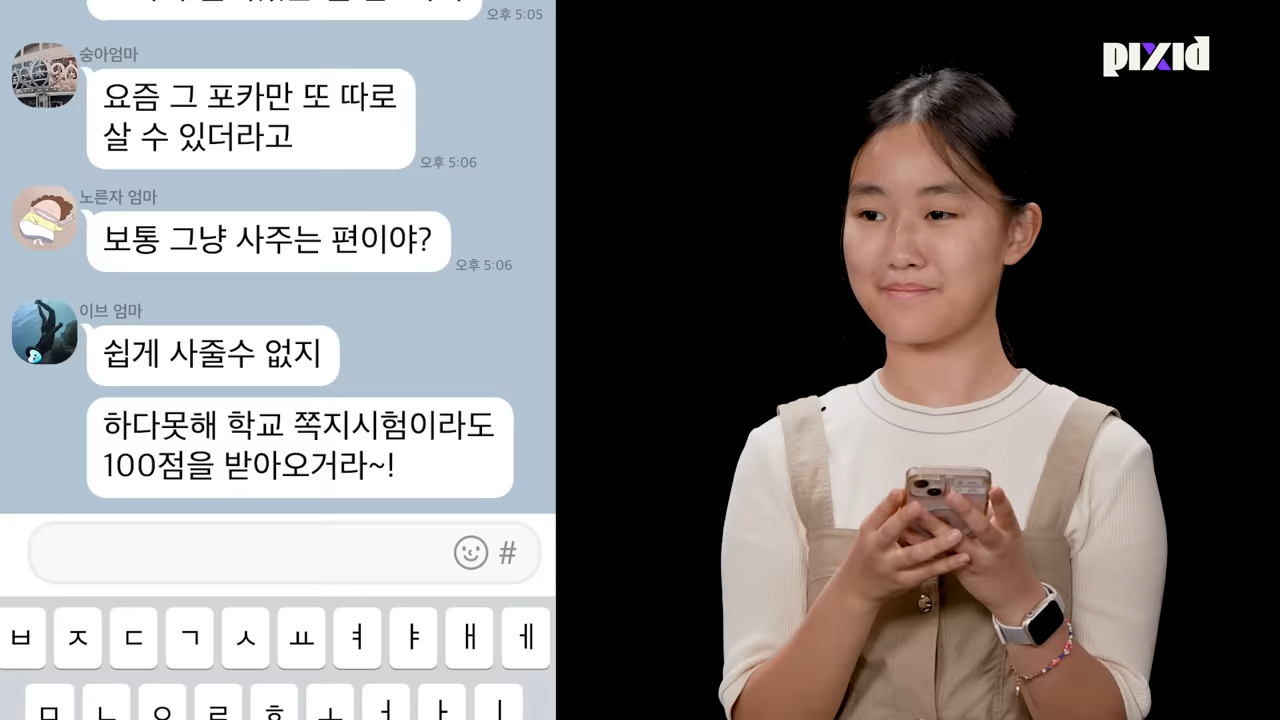 오후 5:05
숭아엄마
요즘 그 포카만 또 따로
살 수 있더라고
오후 5:06
노른자 엄마
보통 그냥 사주는 편이야?
오후 5:06
이브 엄마
쉽게 사줄수 없지
하다못해 학교 쪽지시험이라도
100점을 받아오거라~!
#
ㅂ ㅈ ㄷ ㄱ ㅅ ㅛ ㅕ ㅑ ㅐ ㅔ
ㅁ ㄴ ㅇ ㄹ ㅎ ㅗ ㅓ ㅏ ㅣ
pixid